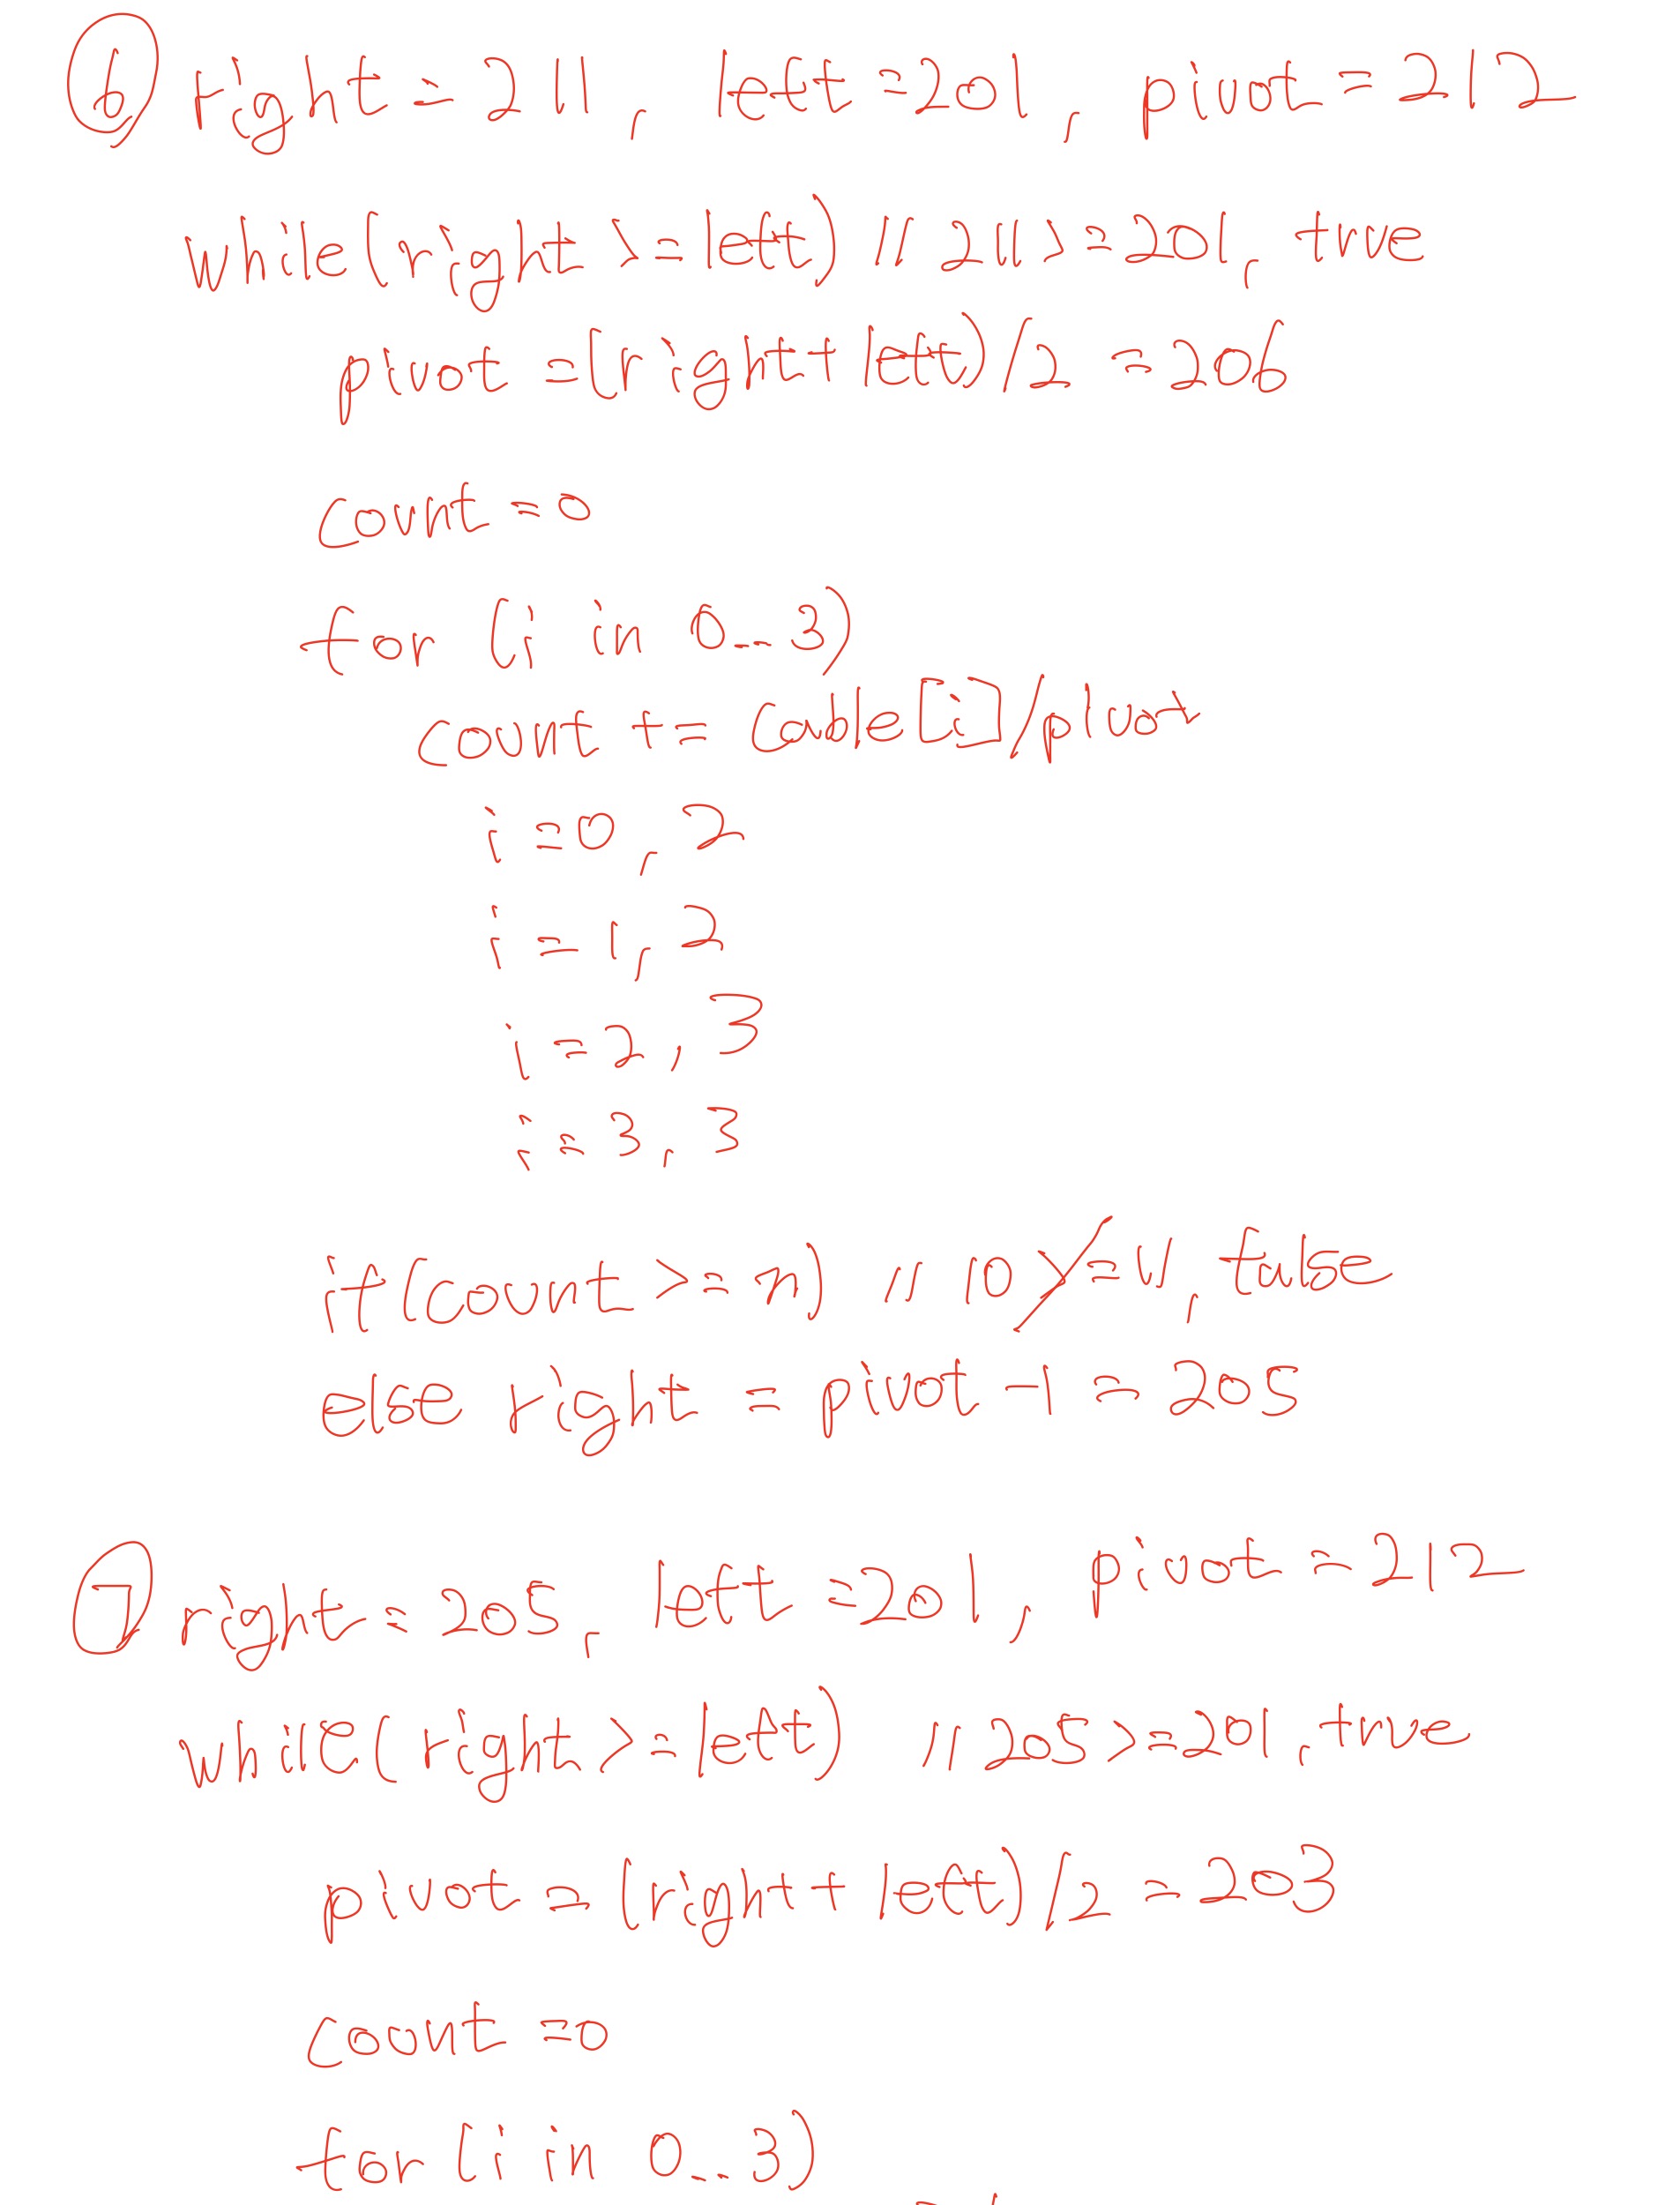 ⑥ right = 211, left = 201, pivot = 212
while(right >= left) // 211 >= 201, true
pivot = (right + left)/2 = 206
count = 0
for (i in 0..3)
count += cable[i]/pivot
i = 0, 2
i = 1, 2
i = 2, 3
i = 3, 3
if(count >= n) // 10 >= 11, false
else right = pivot - 1 = 205
⑦ right = 205, left = 201, pivot = 212
while(right >= left) // 205 >= 201, true
pivot = (right + left)/2 = 203
count = 0
for (i in 0..3)